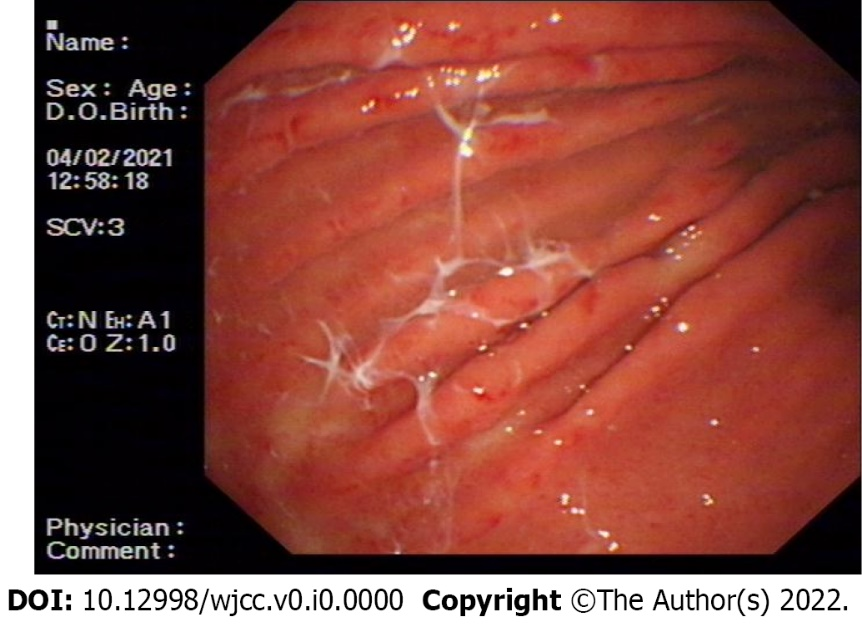 Name :
Sex : Age :
D.O.Birth :
04/02/2021
12:58:18
SCV:3
CT:N EH:A1
CE:0 Z:1.0
Physician :
Comment :
DOI: 10.12998/wjcc.v0.i0.0000 Copyright ©The Author(s) 2022.